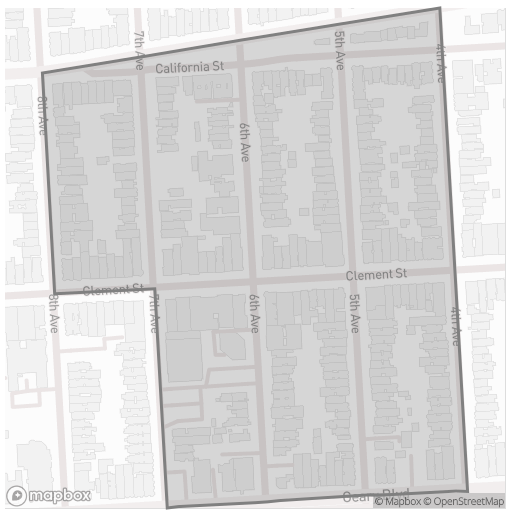 7th Ave
5th Ave
4th Ave
California St
8th Ave
6th Ave
Clement St
Clement St
8th Ave
7th Ave
6th Ave
5th Ave
4th Ave
Geary Blvd
mapbox
© Mapbox © OpenStreetMap